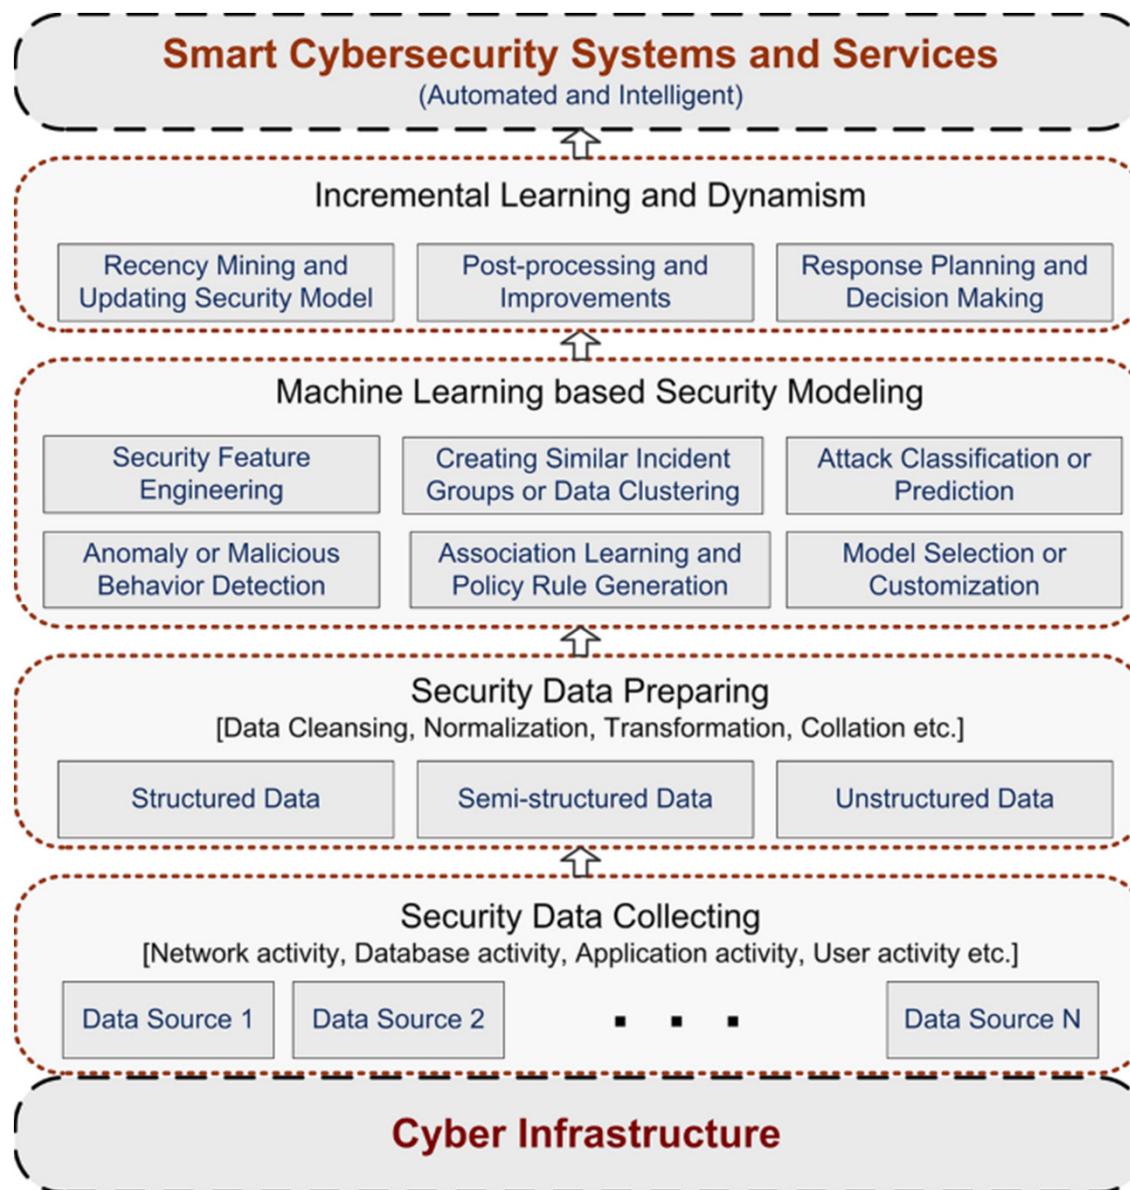 Smart Cybersecurity Systems and Services
(Automated and Intelligent)
Incremental Learning and Dynamism
Recency Mining and
Updating Security Model
Post-processing and
Improvements
Response Planning and
Decision Making
Machine Learning based Security Modeling
Security Feature
Engineering
Creating Similar Incident
Groups or Data Clustering
Attack Classification or
Prediction
Anomaly or Malicious
Behavior Detection
Association Learning and
Policy Rule Generation
Model Selection or
Customization
Security Data Preparing
[Data Cleansing, Normalization, Transformation, Collation etc.]
Structured Data
Semi-structured Data
Unstructured Data
Security Data Collecting
[Network activity, Database activity, Application activity, User activity etc.]
Data Source 1
Data Source 2
. . .
Data Source N
Cyber Infrastructure